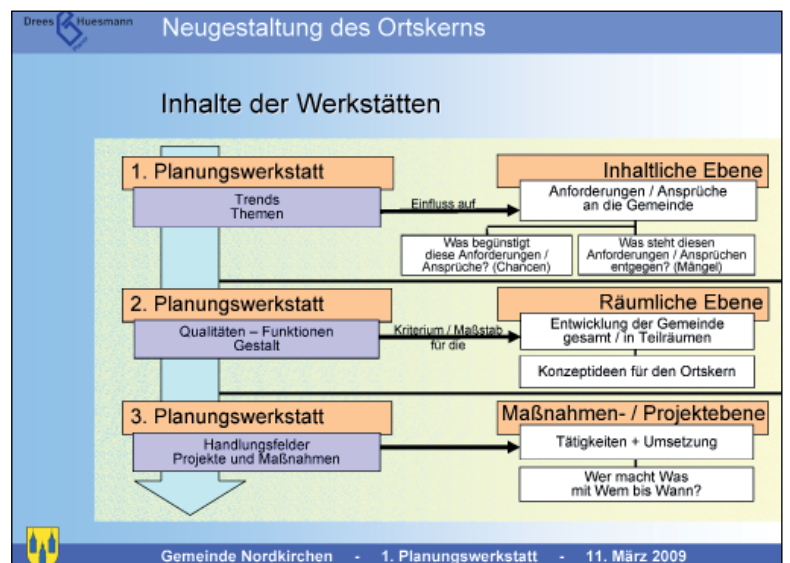 Drees Huesmann
Neugestaltung des Ortskerns
Inhalte der Werkstätten
1. Planungswerkstatt
Trends
Themen
Einfluss auf
Inhaltliche Ebene
Anforderungen / Ansprüche
an die Gemeinde
Was begünstigt
diese Anforderungen /
Ansprüche? (Chancen)
Was steht diesen
Anforderungen / Ansprüchen
entgegen? (Mängel)
2. Planungswerkstatt
Qualitäten – Funktionen
Gestalt
Kriterium / Maßstab
für die
Räumliche Ebene
Entwicklung der Gemeinde
gesamt / in Teilräumen
Konzeptideen für den Ortskern
3. Planungswerkstatt
Handlungsfelder
Projekte und Maßnahmen
Maßnahmen- / Projektebene
Tätigkeiten + Umsetzung
Wer macht Was
mit Wem bis Wann?
Gemeinde Nordkirchen - 1. Planungswerkstatt - 11. März 2009